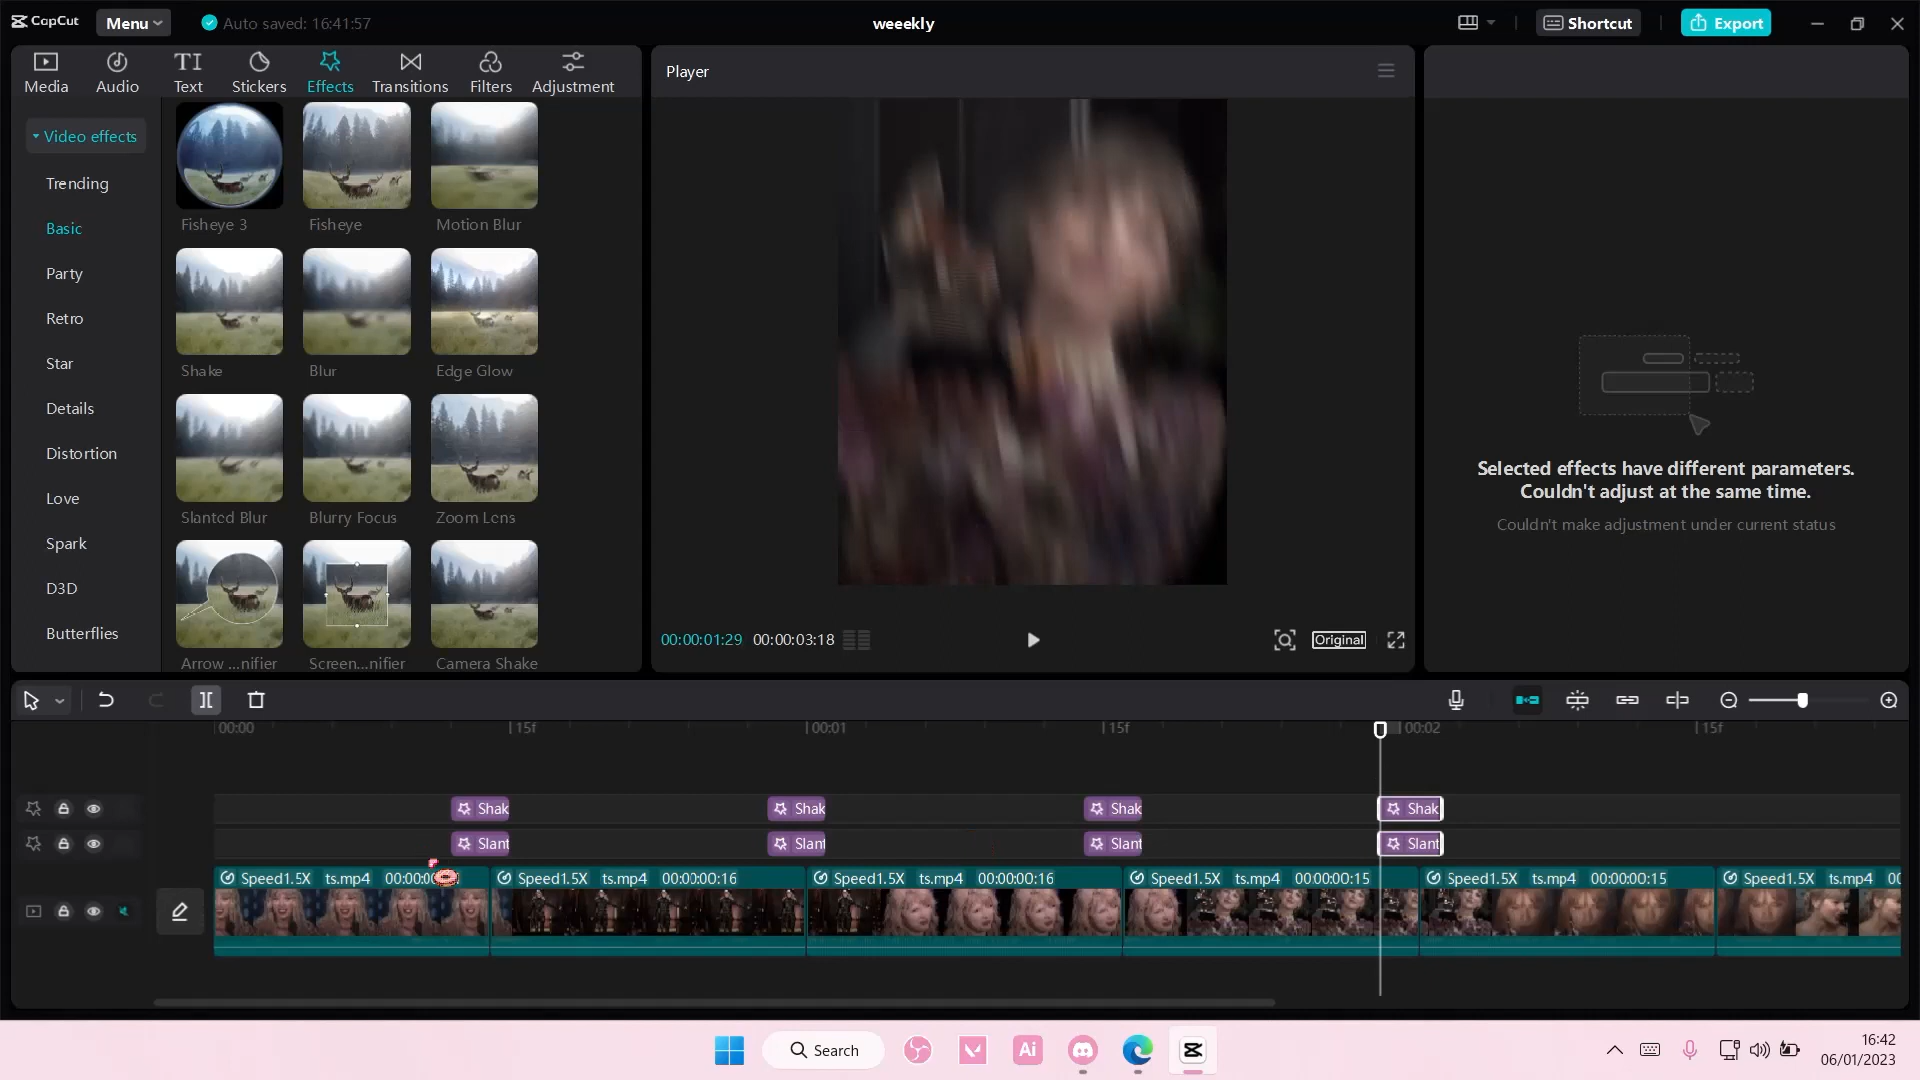 CapCut
Menu
Auto saved: 16:41:57
weeekly
Shortcut
Export
Media
Audio
TI
Text
Stickers
Effects
Transitions
Filters
Adjustment
Player
Video effects
Trending
Basic
Party
Retro
Star
Details
Distortion
Love
Spark
D3D
Butterflies
Fisheye 3
Fisheye
Motion Blur
Shake
Blur
Edge Glow
Slanted Blur
Blurry Focus
Zoom Lens
Arrow ...nifier
Screen...nifier
Camera Shake
00:00:01:29 00:00:03:18
Original
Selected effects have different parameters.
Couldn't adjust at the same time.
Couldn't make adjustment under current status
00:00
15f
00:01
15f
00:02
15f
Shak
Shak
Shak
Shak
Slant
Slant
Slant
Slant
Speed1.5X ts.mp4 00:00:00
Speed1.5X ts.mp4 00:00:00:16
Speed1.5X ts.mp4 00:00:00:16
Speed1.5X ts.mp4 00:00:00:15
Speed1.5X ts.mp4 00:00:00:15
Speed1.5X ts.mp4 00
Search
Ai
16:42
06/01/2023